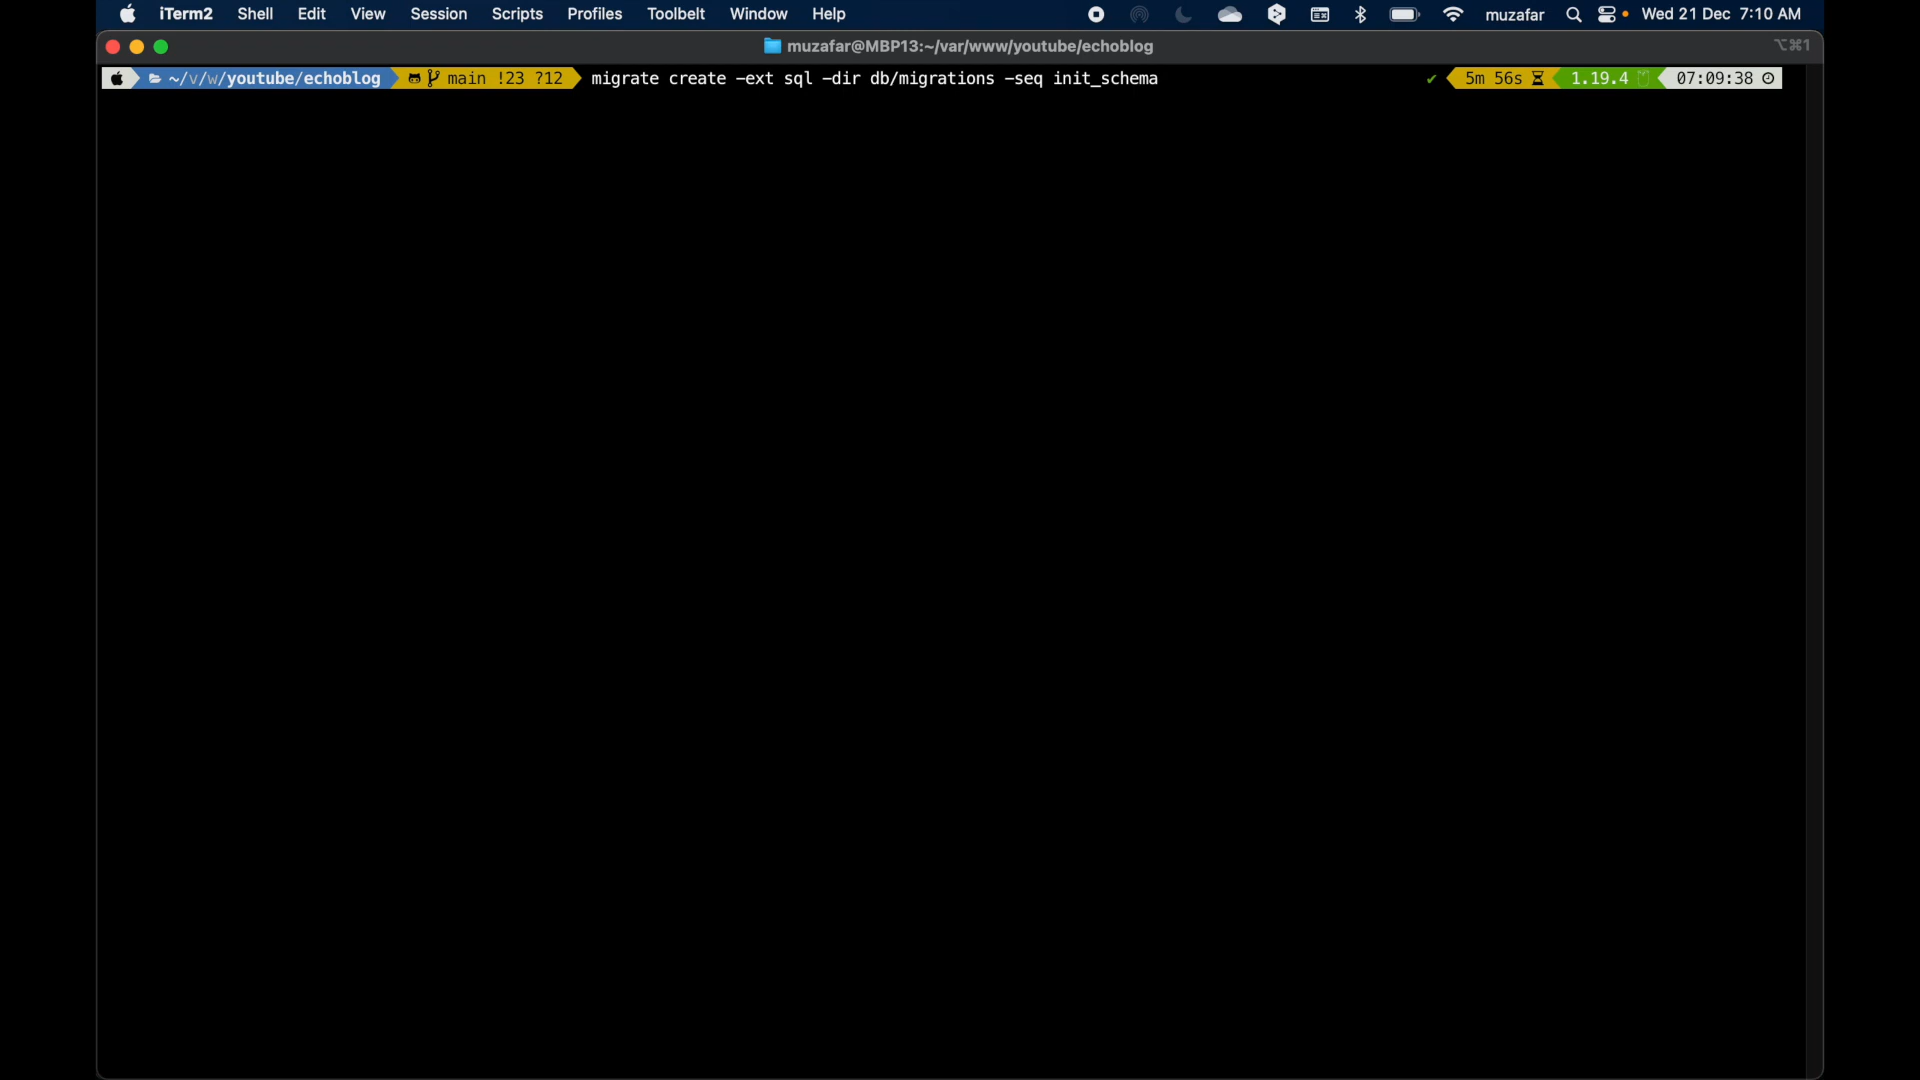 iTerm2 Shell Edit View Session Scripts Profiles Toolbelt Window Help muzafar Wed 21 Dec 7:10 AM
muzafar@MBP13:~/var/www/youtube/echoblog ⌥⌘1
~/v/w/youtube/echoblog main !23 ?12 migrate create -ext sql -dir db/migrations -seq init_schema ✔ 5m 56s 1.19.4 07:09:38